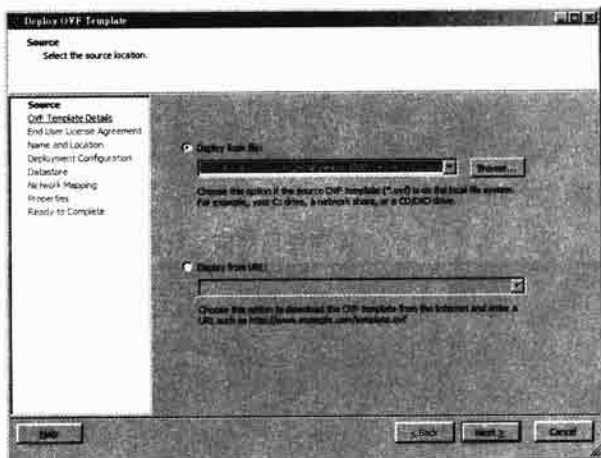 Deploy OVF Template
Source
Select the source location.
Source
OVF Template Details
End User License Agreement
Name and Location
Deployment Configuration
Datastore
Network Mapping
Properties
Ready to Complete
Deploy from file:
Browse...
Choose this option if the source OVF template (*.ovf) is on the local file system.
For example, your C: drive, a network share, or a CD/DVD drive.
Deploy from URL:
Choose this option to download the OVF template from the Internet and enter a
URL such as http://www.example.com/template.ovf
Help
< Back
Next >
Cancel